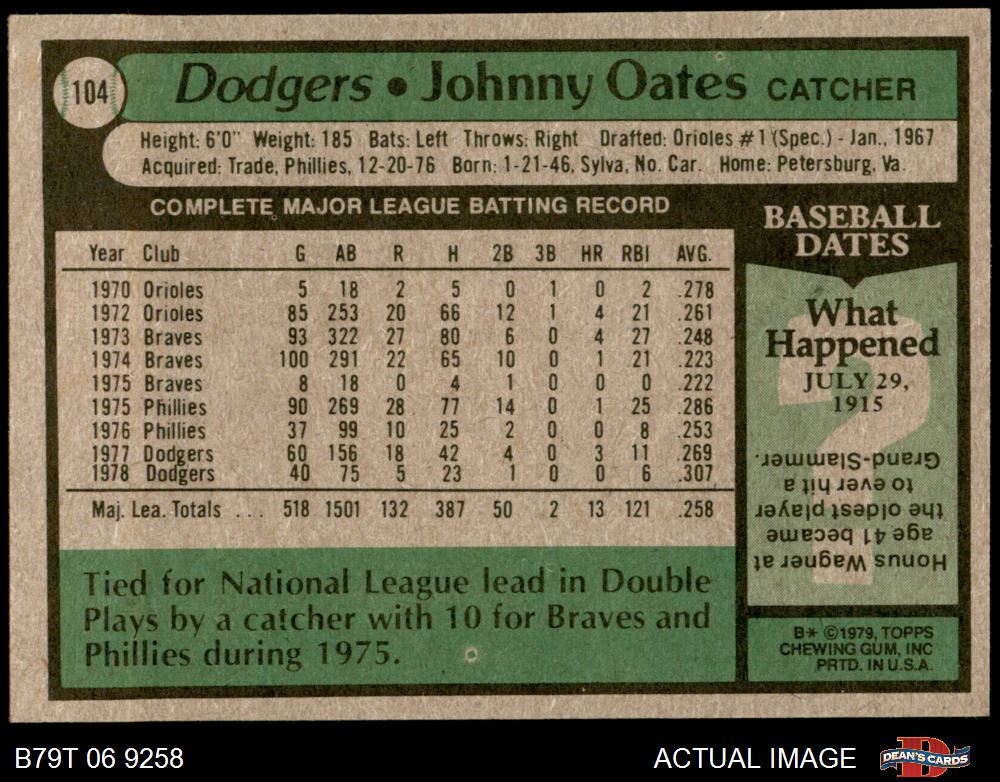 104
Dodgers • Johnny Oates CATCHER
Height: 6'0" Weight: 185 Bats: Left Throws: Right Drafted: Orioles #1 (Spec.) - Jan., 1967
Acquired: Trade, Phillies, 12-20-76 Born: 1-21-46, Sylva, No. Car. Home: Petersburg, Va.
COMPLETE MAJOR LEAGUE BATTING RECORD
Year Club G AB R H 2B 3B HR RBI AVG.
1970 Orioles 5 18 2 5 0 1 0 2 .278
1972 Orioles 85 253 20 66 12 1 4 21 .261
1973 Braves 93 322 27 80 6 0 4 27 .248
1974 Braves 100 291 22 65 10 0 1 21 .223
1975 Braves 8 18 0 4 1 0 0 0 .222
1975 Phillies 90 269 28 77 14 0 1 25 .286
1976 Phillies 37 99 10 25 2 0 0 8 .253
1977 Dodgers 60 156 18 42 4 0 3 11 .269
1978 Dodgers 40 75 5 23 1 0 0 6 .307
Maj. Lea. Totals ... 518 1501 132 387 50 2 13 121 .258
Tied for National League lead in Double
Plays by a catcher with 10 for Braves and
Phillies during 1975.
BASEBALL
DATES
What
Happened
JULY 29,
1915
?
Honus Wagner at
age 41 became
the oldest player
to ever hit a
Grand-Slammer.
B* ©1979, TOPPS
CHEWING GUM, INC
PRTD. IN U.S.A.
B79T 06 9258
ACTUAL IMAGE
D
DEAN'S CARDS